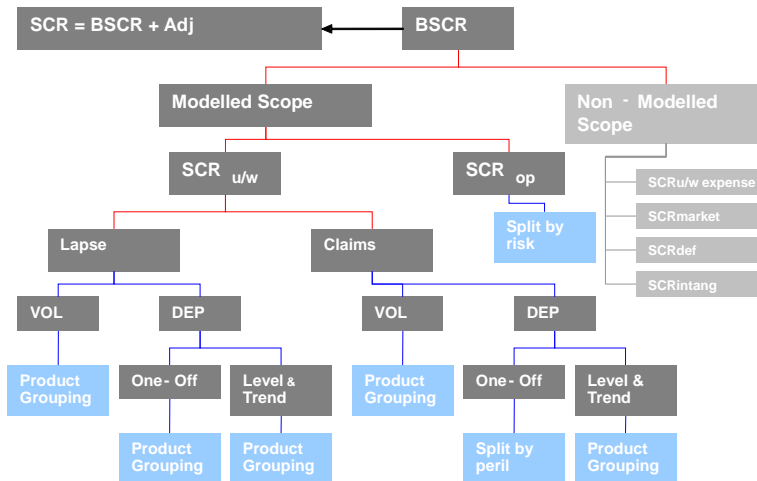 SCR = BSCR + Adj
BSCR
Modelled Scope
Non - Modelled
Scope
SCR u/w
SCR op
SCRu/w expense
SCRmarket
SCRdef
SCRintang
Split by
risk
Lapse
Claims
VOL
DEP
VOL
DEP
Product
Grouping
One- Off
Level &
Trend
Product
Grouping
One- Off
Level &
Trend
Product
Grouping
Product
Grouping
Split by
peril
Product
Grouping